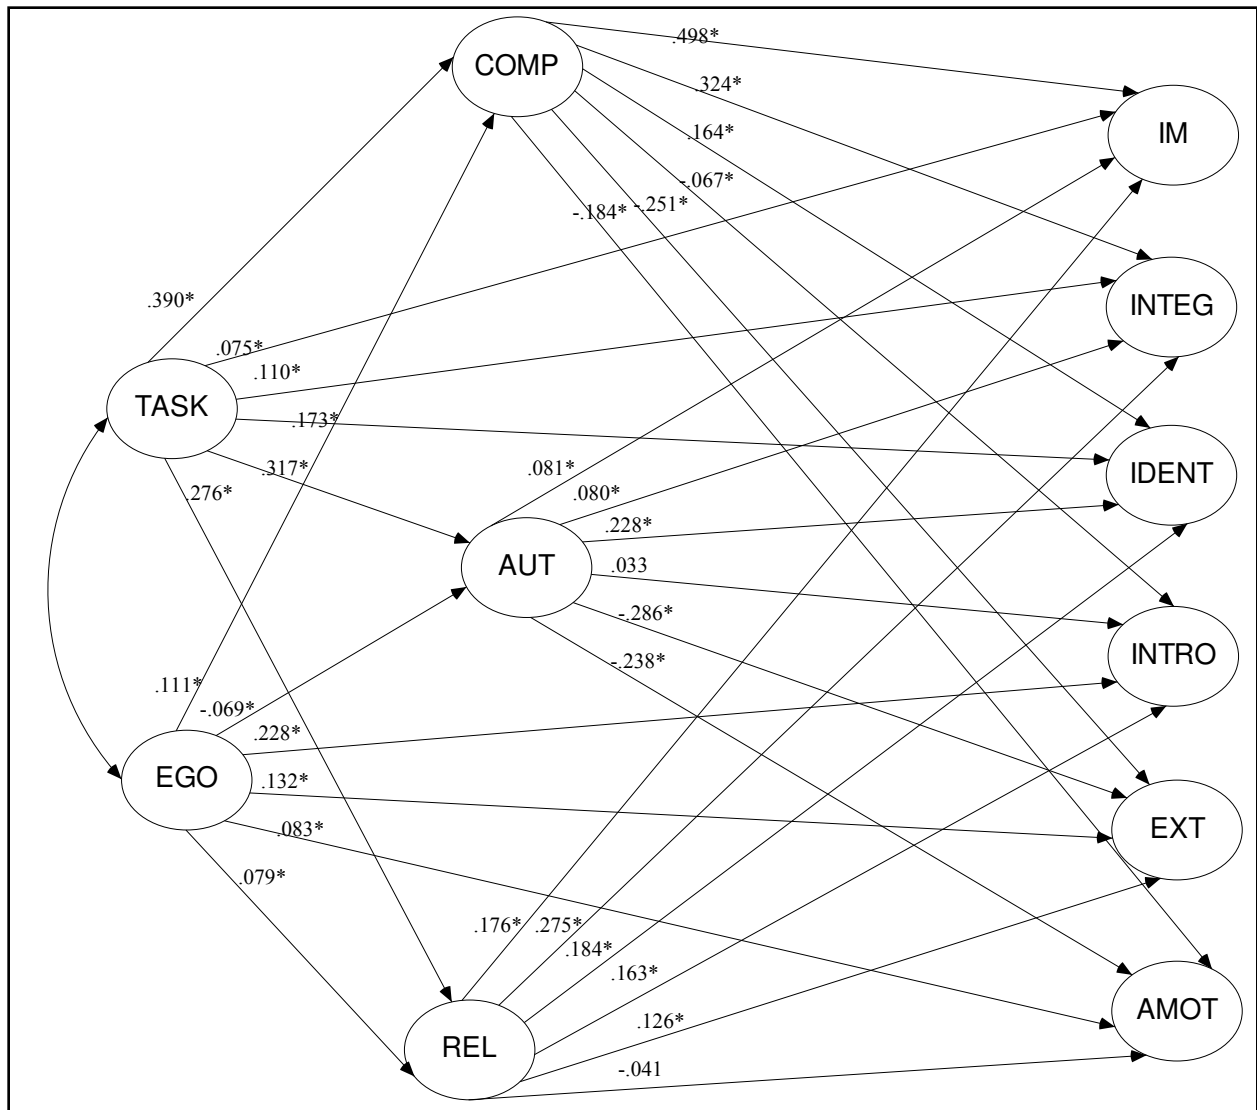 COMP
.498*
.324*
IM
.164*
-.067*
-.184*
-.251*
.390*
INTEG
.075*
.110*
TASK
.173*
.317*
.081*
IDENT
.276*
.080*
.228*
AUT
.033
-.286*
INTRO
-.238*
.111*
-.069*
.228*
EGO
.132*
.083*
EXT
.079*
.176*
.275*
.184*
.163*
AMOT
.126*
REL
-.041